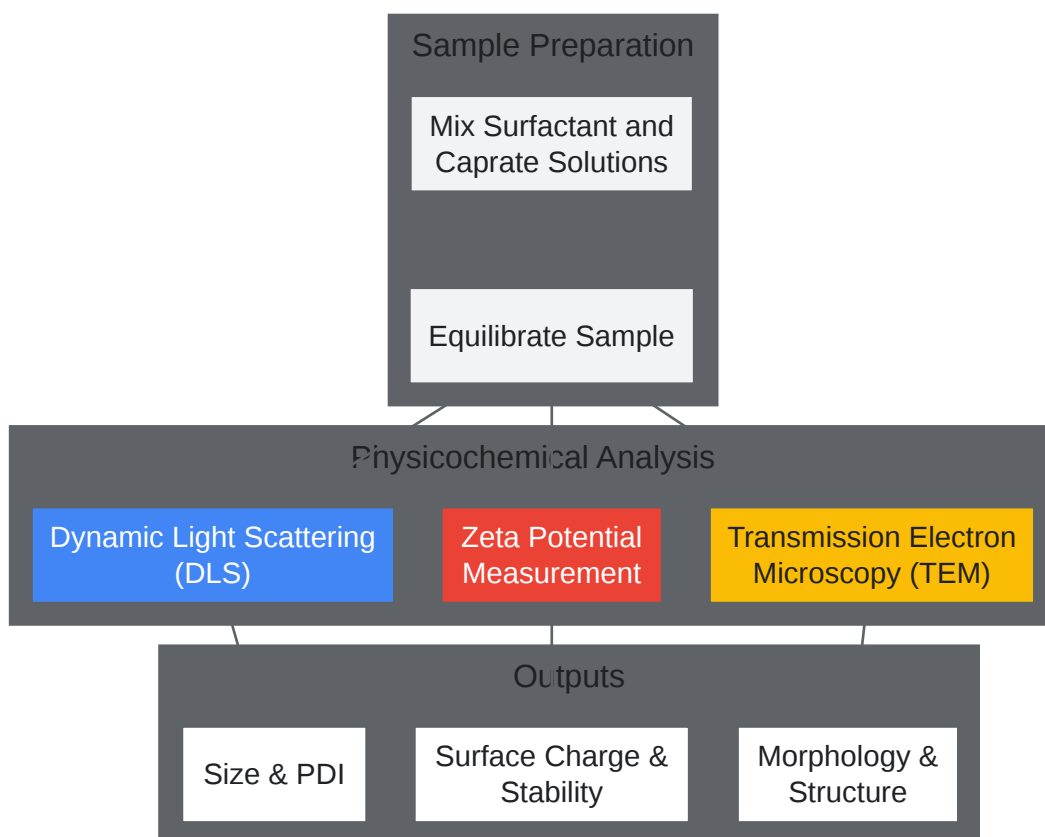 Sample Preparation
Mix Surfactant and
Caprate Solutions
Equilibrate Sample
Physicochemical Analysis
Dynamic Light Scattering
(DLS)
Zeta Potential
Measurement
Transmission Electron
Microscopy (TEM)
Outputs
Size & PDI
Surface Charge &
Stability
Morphology &
Structure